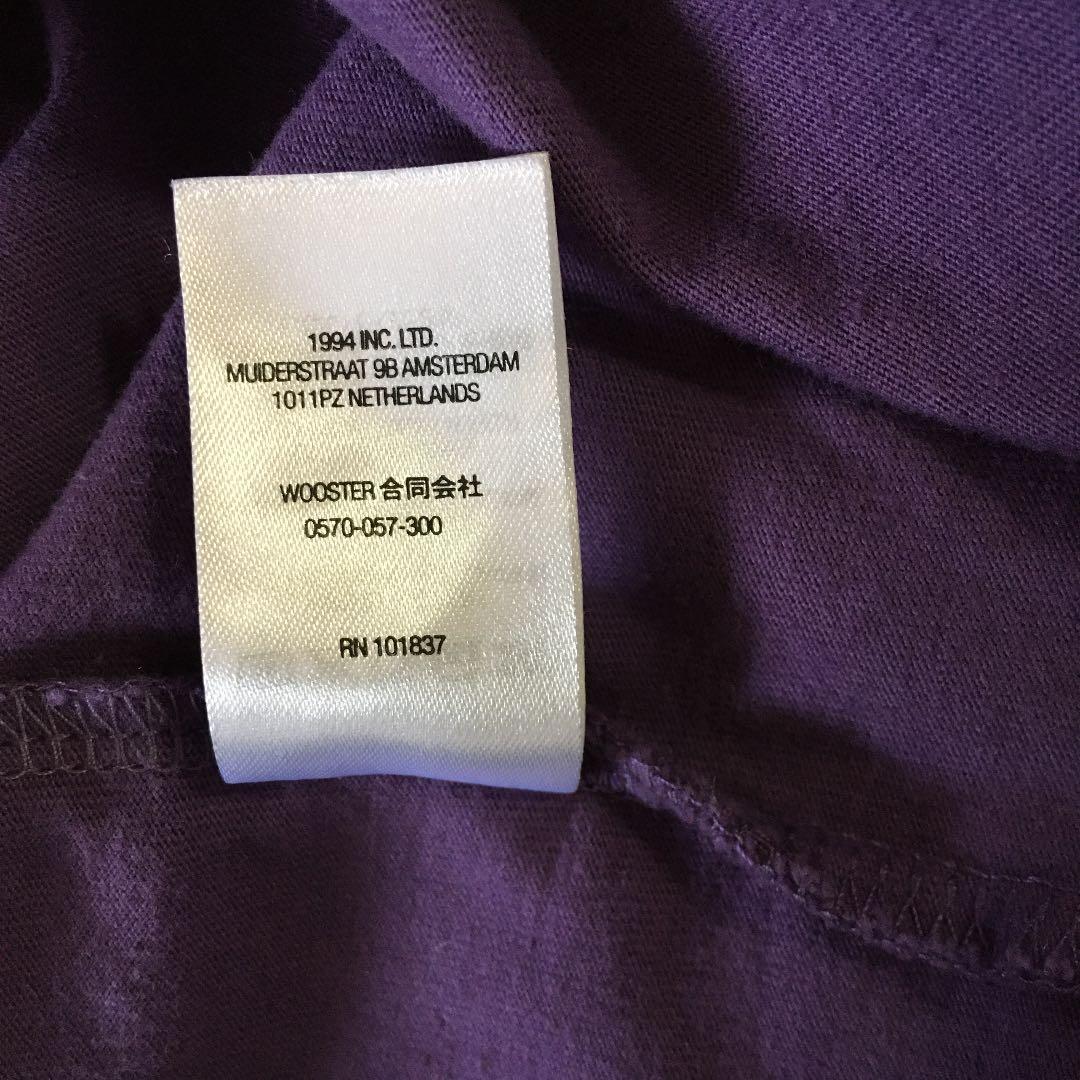 1994 INC. LTD.
MUIDERSTRAAT 9B AMSTERDAM
1011PZ NETHERLANDS
WOOSTER 合同会社
0570-057-300
RN 101837